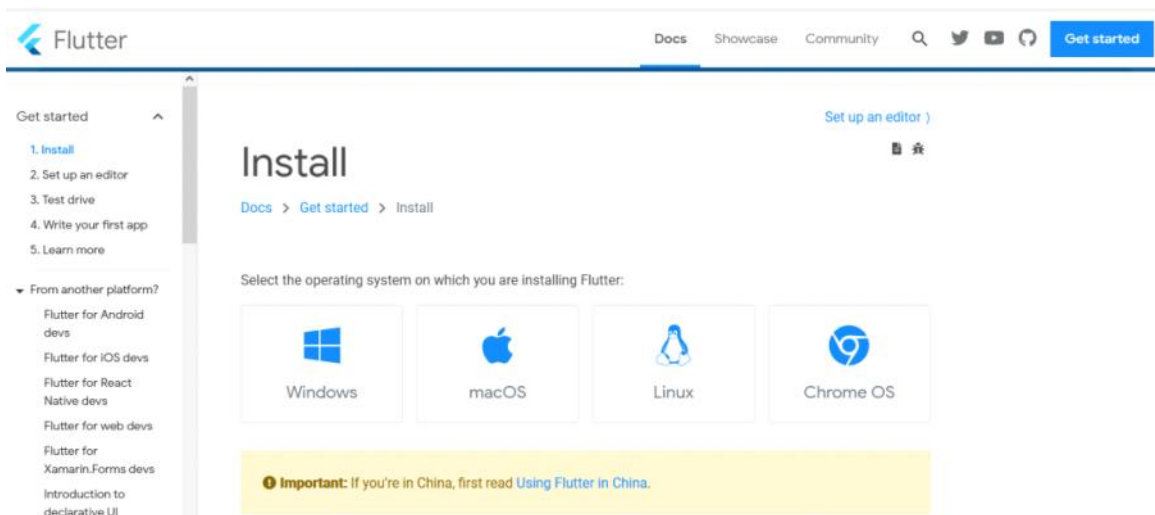 Flutter
Docs Showcase Community Get started
Get started
1. Install
2. Set up an editor
3. Test drive
4. Write your first app
5. Learn more
From another platform?
Flutter for Android
devs
Flutter for iOS devs
Flutter for React
Native devs
Flutter for web devs
Flutter for
Xamarin.Forms devs
Introduction to
declarative UI
Set up an editor ⟩
Install
Docs > Get started > Install
Select the operating system on which you are installing Flutter:
Windows macOS Linux Chrome OS
Important: If you're in China, first read Using Flutter in China.